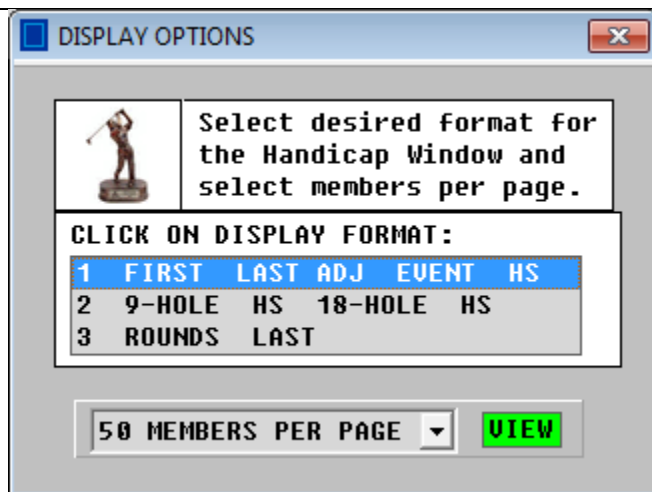 DISPLAY OPTIONS
Select desired format for
the Handicap Window and
select members per page.
CLICK ON DISPLAY FORMAT:
1 FIRST LAST ADJ EVENT HS
2 9-HOLE HS 18-HOLE HS
3 ROUNDS LAST
50 MEMBERS PER PAGE VIEW